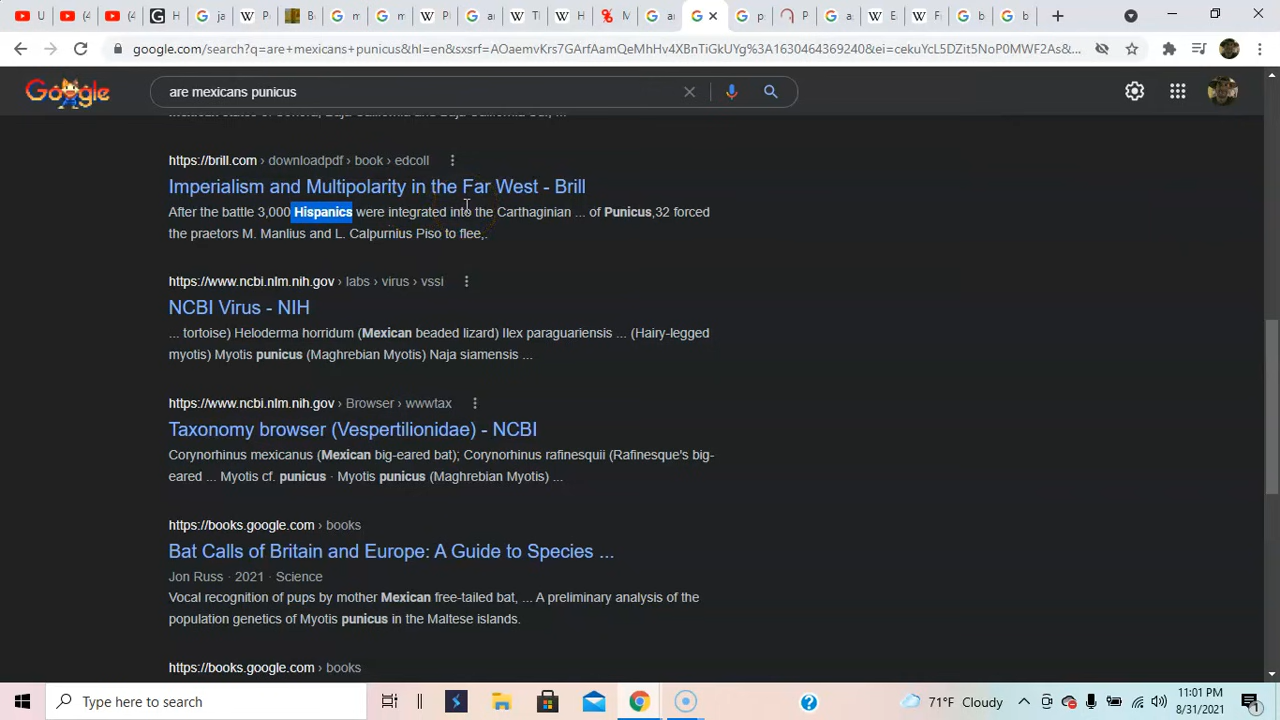 (4
(4
(4
G
ja
P
B
m
m
P
a
T
H
M
a
G
p
P
a
E
F
b
b
google.com/search?q=are+mexicans+punicus&hl=en&sxsrf=AOaemvKrs7GArfAamQeMhHv4XBnTiGkUYg%3A1630464369240&ei=cekuYcL5DZit5NoP0MWF2As&...
Google
are mexicans punicus
https://brill.com › downloadpdf › book › edcoll
Imperialism and Multipolarity in the Far West - Brill
After the battle 3,000 Hispanics were integrated into the Carthaginian ... of Punicus,32 forced
the praetors M. Manlius and L. Calpurnius Piso to flee,.
https://www.ncbi.nlm.nih.gov › labs › virus › vssi
NCBI Virus - NIH
... tortoise) Heloderma horridum (Mexican beaded lizard) Ilex paraguariensis ... (Hairy-legged
myotis) Myotis punicus (Maghrebian Myotis) Naja siamensis ...
https://www.ncbi.nlm.nih.gov › Browser › wwwtax
Taxonomy browser (Vespertilionidae) - NCBI
Corynorhinus mexicanus (Mexican big-eared bat); Corynorhinus rafinesquii (Rafinesque's big-
eared ... Myotis cf. punicus · Myotis punicus (Maghrebian Myotis) ...
https://books.google.com › books
Bat Calls of Britain and Europe: A Guide to Species ...
Jon Russ · 2021 · Science
Vocal recognition of pups by mother Mexican free-tailed bat, ... A preliminary analysis of the
population genetics of Myotis punicus in the Maltese islands.
https://books.google.com › books
Type here to search
71°F Cloudy
11:01 PM
8/31/2021